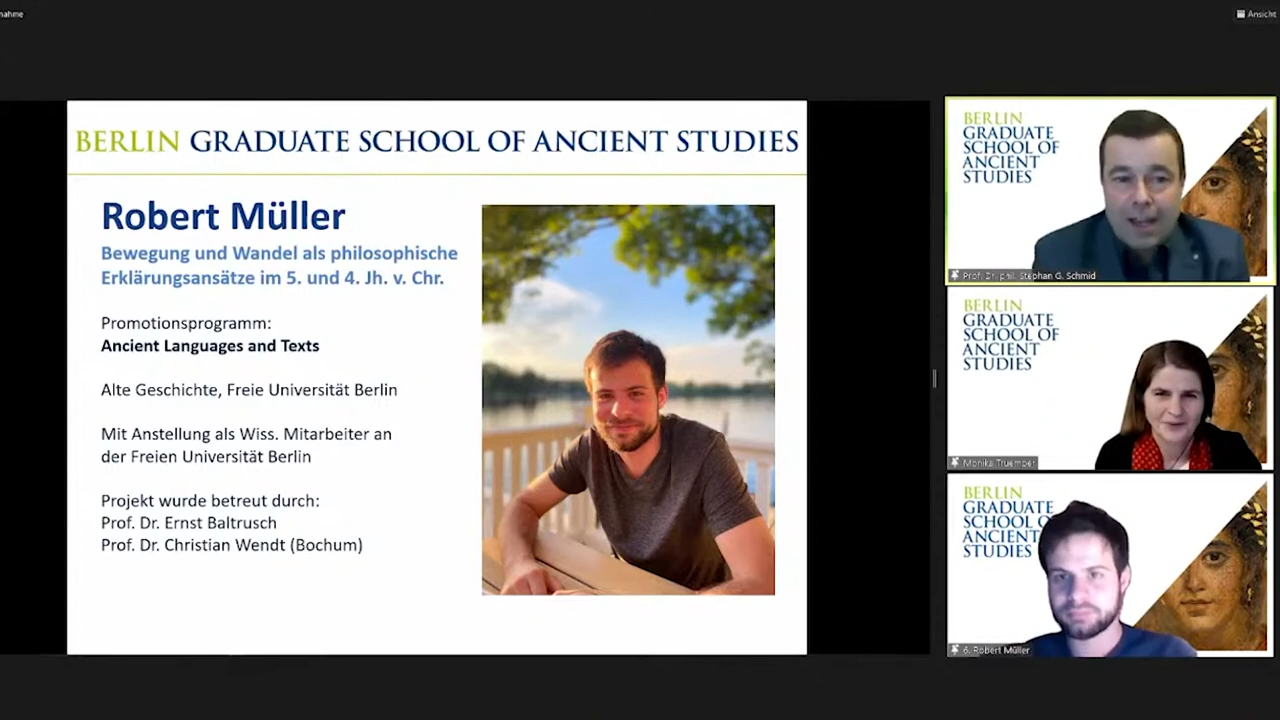 nahme
Ansicht
BERLIN GRADUATE SCHOOL OF ANCIENT STUDIES
Robert Müller
Bewegung und Wandel als philosophische
Erklärungsansätze im 5. und 4. Jh. v. Chr.
Promotionsprogramm:
Ancient Languages and Texts
Alte Geschichte, Freie Universität Berlin
Mit Anstellung als Wiss. Mitarbeiter an
der Freien Universität Berlin
Projekt wurde betreut durch:
Prof. Dr. Ernst Baltrusch
Prof. Dr. Christian Wendt (Bochum)
BERLIN
GRADUATE
SCHOOL OF
ANCIENT
STUDIES
Prof. Dr. phil. Stephan G. Schmid
BERLIN
GRADUATE
SCHOOL OF
ANCIENT
STUDIES
Monika Truemper
BERLIN
GRADUATE
SCHOOL O
ANCIENT
STUDIES
6. Robert Müller